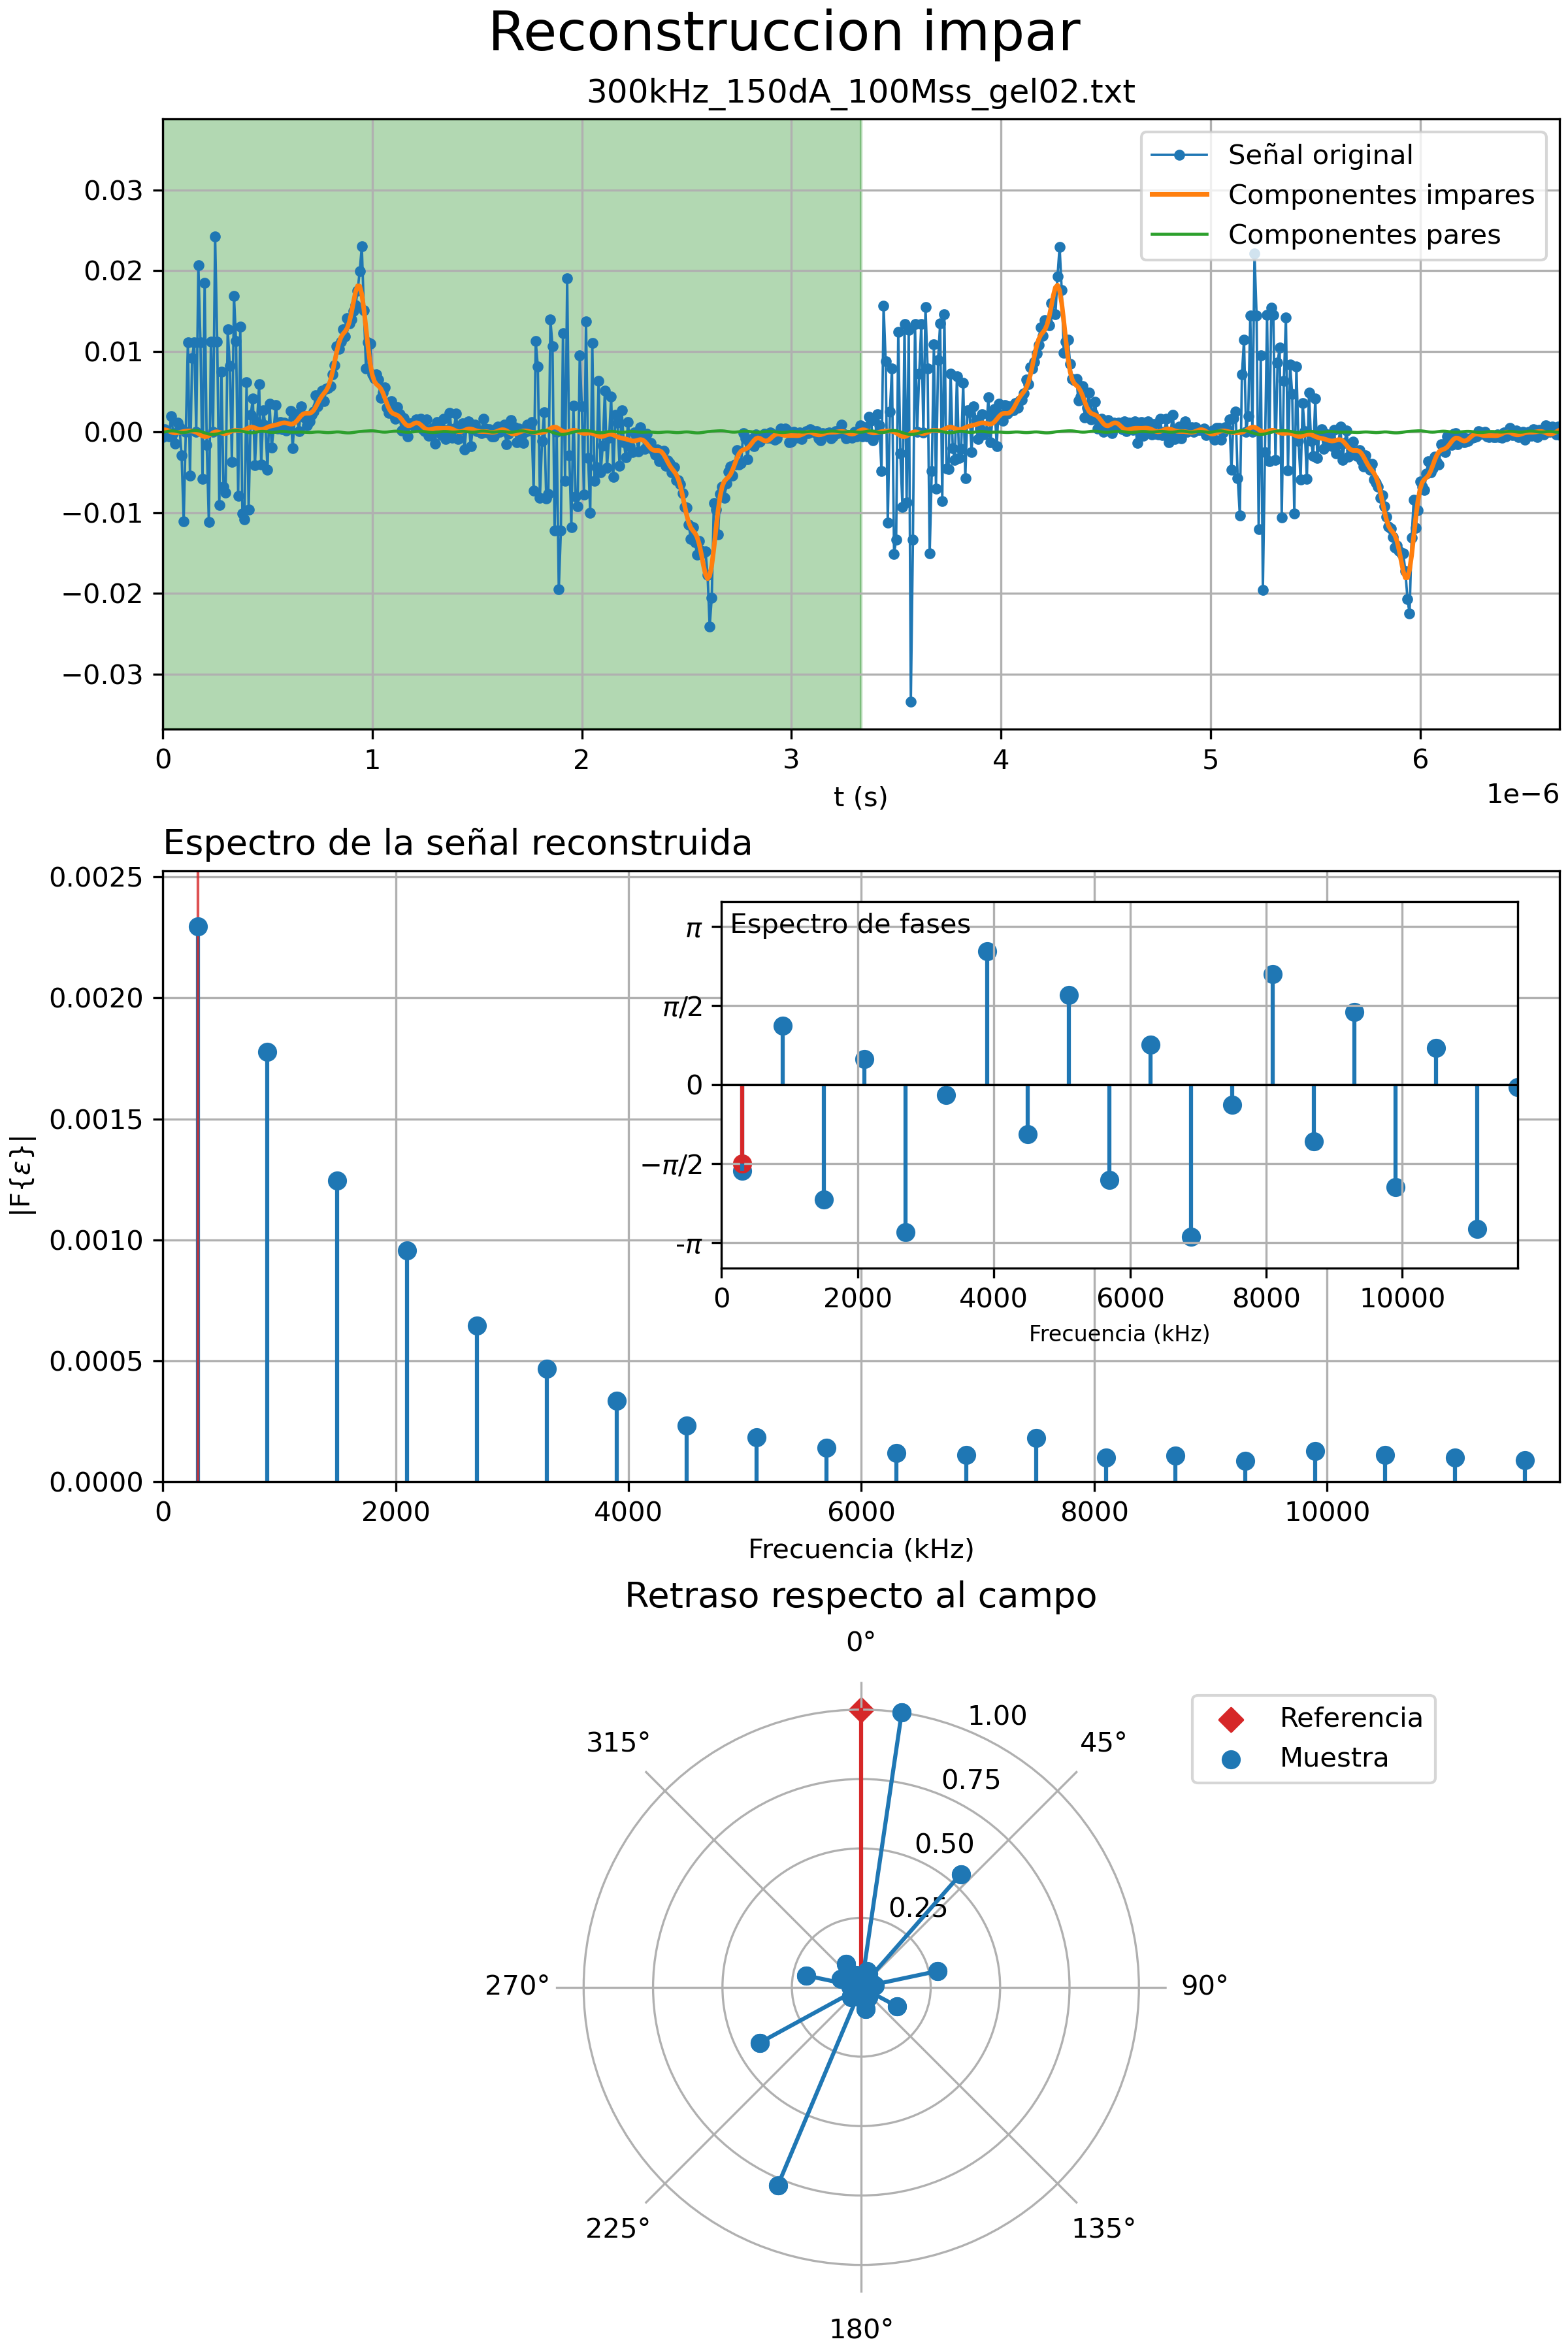 Reconstruccion impar
300kHz_150dA_100Mss_gel02.txt
Señal original
Componentes impares
Componentes pares
0.03
0.02
0.01
0.00
−0.01
−0.02
−0.03
0 1 2 3 4 5 6
t (s)
1e−6
Espectro de la señal reconstruida
0.0025
0.0020
0.0015
0.0010
0.0005
0.0000
|F{ε}|
0 2000 4000 6000 8000 10000
Frecuencia (kHz)
Espectro de fases
π
π/2
0
−π/2
-π
0 2000 4000 6000 8000 10000
Frecuencia (kHz)
Retraso respecto al campo
0°
45°
90°
135°
180°
225°
270°
315°
1.00
0.75
0.50
0.25
Referencia
Muestra